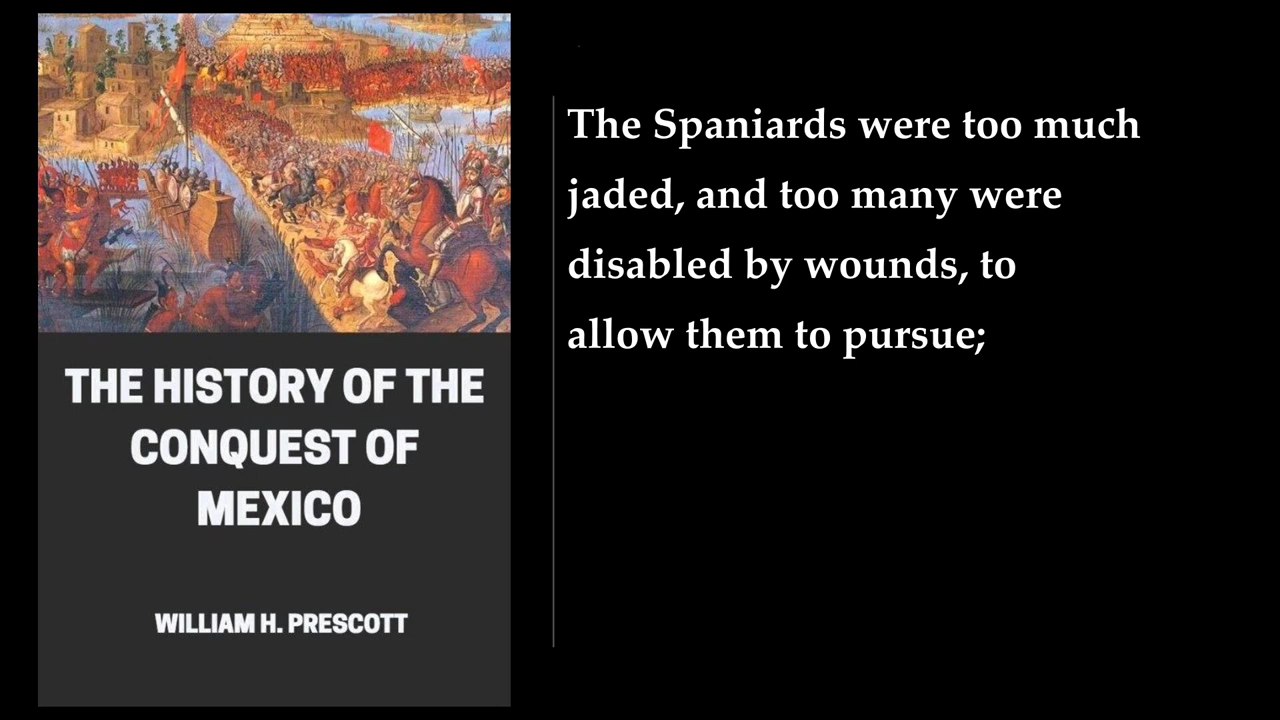 THE HISTORY OF THE
CONQUEST OF
MEXICO
WILLIAM H. PRESCOTT
The Spaniards were too much
jaded, and too many were
disabled by wounds, to
allow them to pursue;